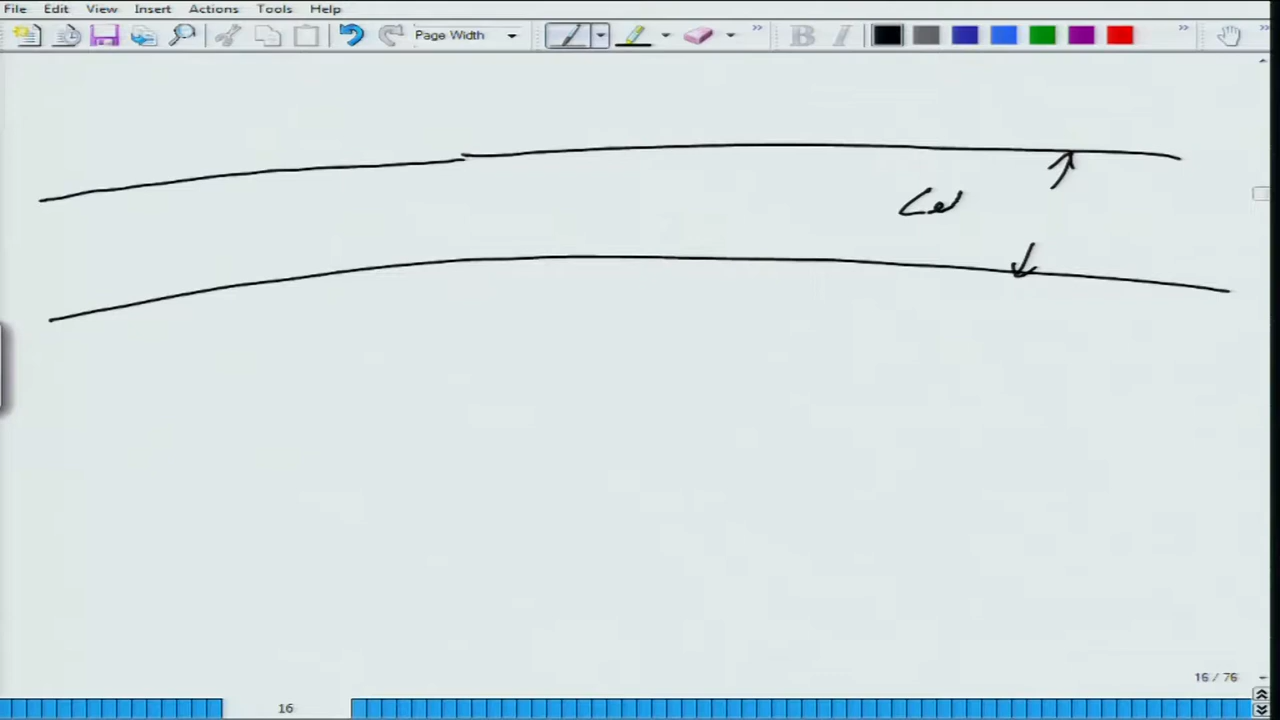 File Edit View Insert Actions Tools Help
Page Width B I
w
16 / 76
16